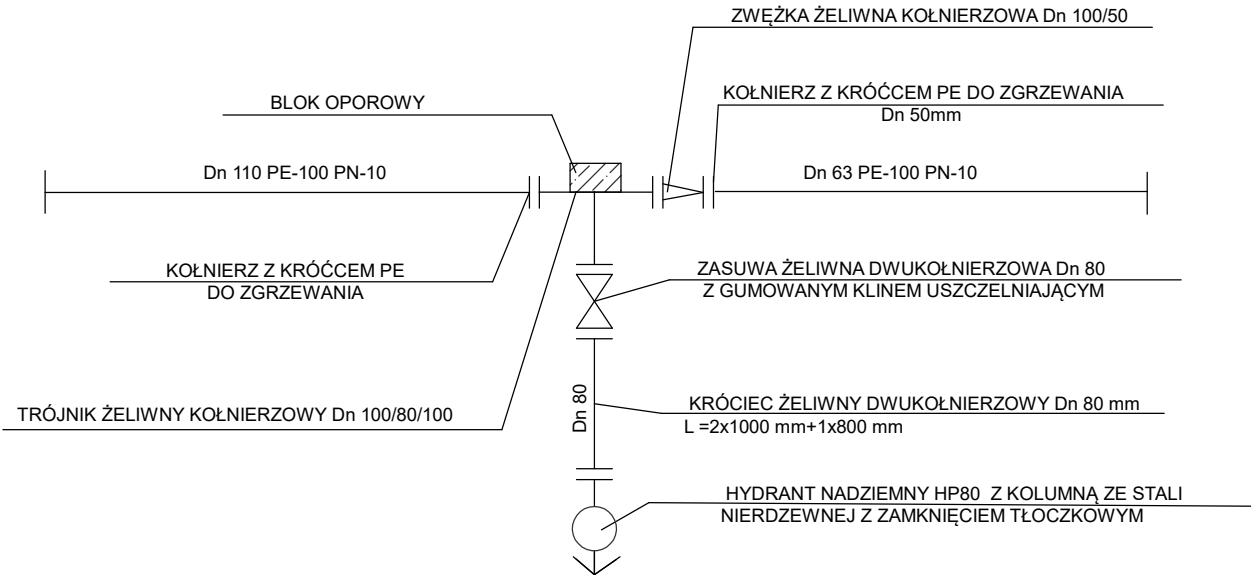 ZWĘŻKA ŻELIWNA KOŁNIERZOWA Dn 100/50
BLOK OPOROWY
KOŁNIERZ Z KRÓĆCEM PE DO ZGRZEWANIA
Dn 50mm
Dn 110 PE-100 PN-10
Dn 63 PE-100 PN-10
KOŁNIERZ Z KRÓĆCEM PE
DO ZGRZEWANIA
ZASUWA ŻELIWNA DWUKOŁNIERZOWA Dn 80
Z GUMOWANYM KLINEM USZCZELNIAJĄCYM
TRÓJNIK ŻELIWNY KOŁNIERZOWY Dn 100/80/100
Dn 80
KRÓCIEC ŻELIWNY DWUKOŁNIERZOWY Dn 80 mm
L =2x1000 mm+1x800 mm
HYDRANT NADZIEMNY HP80 Z KOLUMNĄ ZE STALI
NIERDZEWNEJ Z ZAMKNIĘCIEM TŁOCZKOWYM